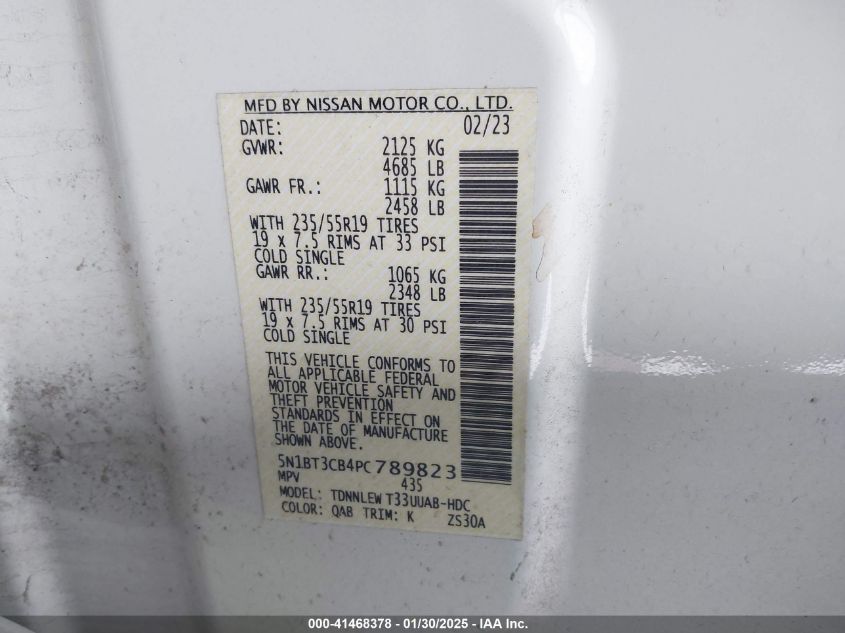 MFD BY NISSAN MOTOR CO., LTD.
DATE: 02/23
GVWR: 2125 KG
4685 LB
GAWR FR.: 1115 KG
2458 LB
WITH 235/55R19 TIRES
19 x 7.5 RIMS AT 33 PSI
COLD SINGLE
GAWR RR.: 1065 KG
2348 LB
WITH 235/55R19 TIRES
19 x 7.5 RIMS AT 30 PSI
COLD SINGLE
THIS VEHICLE CONFORMS TO
ALL APPLICABLE FEDERAL
MOTOR VEHICLE SAFETY AND
THEFT PREVENTION
STANDARDS IN EFFECT ON
THE DATE OF MANUFACTURE
SHOWN ABOVE.
5N1BT3CB4PC789823
MPV 435
MODEL: TDNNLEW T33UUAB-HDC
COLOR: QAB TRIM: K ZS30A
000-41468378 - 01/30/2025 - IAA Inc.